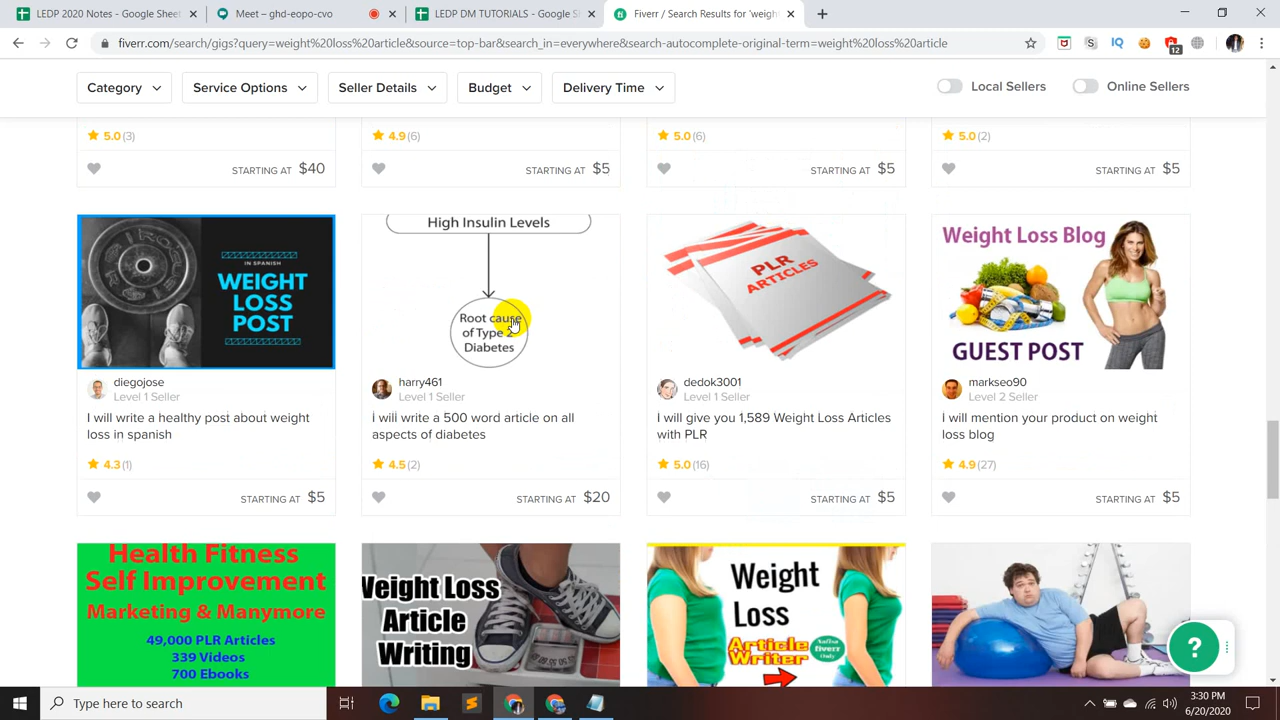 LEDP 2020 Notes - Google Sheet
Meet – ghd-eopo-cvo
LEDP DM TUTORIALS - Google S
Fiverr / Search Results for 'weigh
fiverr.com/search/gigs?query=weight%20loss%20article&source=top-bar&search_in=everywhere&search-autocomplete-original-term=weight%20loss%20article
12
Category
Service Options
Seller Details
Budget
Delivery Time
Local Sellers
Online Sellers
5.0 (3)
4.9 (6)
5.0 (6)
5.0 (2)
STARTING AT $40
STARTING AT $5
STARTING AT $5
STARTING AT $5
IN SPANISH
WEIGHT
LOSS
POST
High Insulin Levels
Root cause
of Type 2
Diabetes
PLR
ARTICLES
Weight Loss Blog
GUEST POST
diegojose
Level 1 Seller
I will write a healthy post about weight
loss in spanish
4.3 (1)
STARTING AT $5
harry461
Level 1 Seller
i will write a 500 word article on all
aspects of diabetes
4.5 (2)
STARTING AT $20
dedok3001
Level 1 Seller
I will give you 1,589 Weight Loss Articles
with PLR
5.0 (16)
STARTING AT $5
markseo90
Level 2 Seller
I will mention your product on weight
loss blog
4.9 (27)
STARTING AT $5
Health Fitness
Self Improvement
Marketing & Manymore
49,000 PLR Articles
339 Videos
700 Ebooks
Weight Loss
Article
Writing
Weight
Loss
Article
Writer
fiverr
Only
?
Type here to search
3:30 PM
6/20/2020